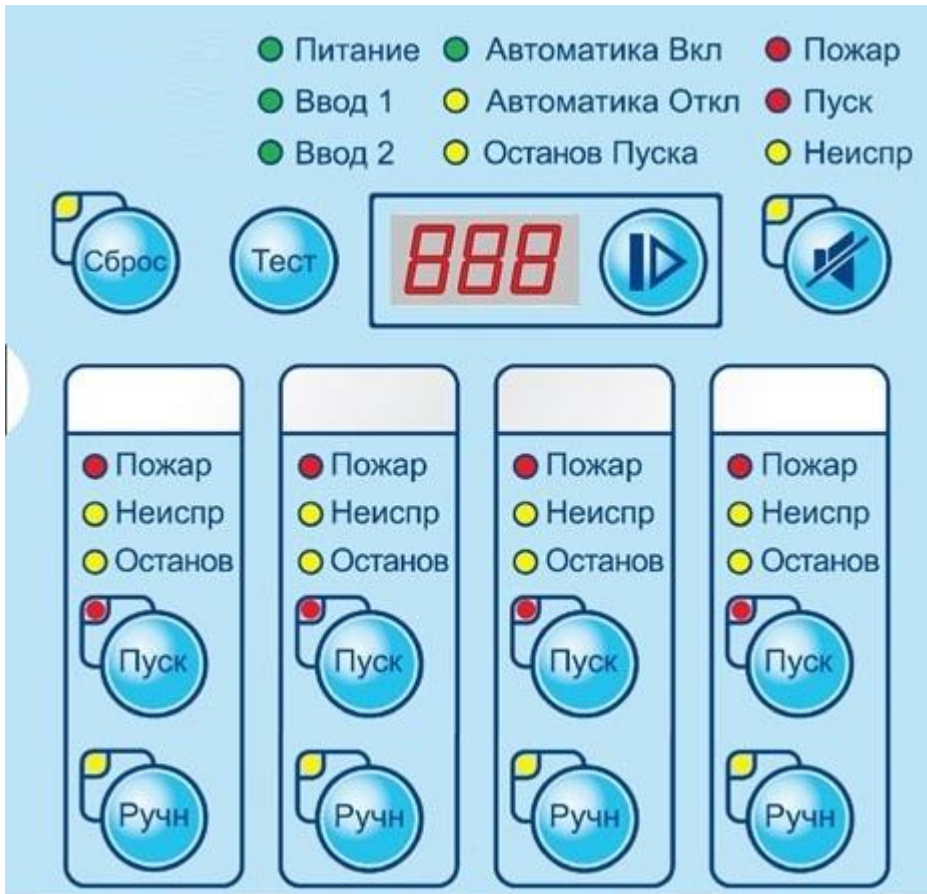 Питание Автоматика Вкл Пожар
Ввод 1 Автоматика Откл Пуск
Ввод 2 Останов Пуска Неиспр
Сброс Тест 888
Пожар Пожар Пожар Пожар
Неиспр Неиспр Неиспр Неиспр
Останов Останов Останов Останов
Пуск Пуск Пуск Пуск
Ручн Ручн Ручн Ручн